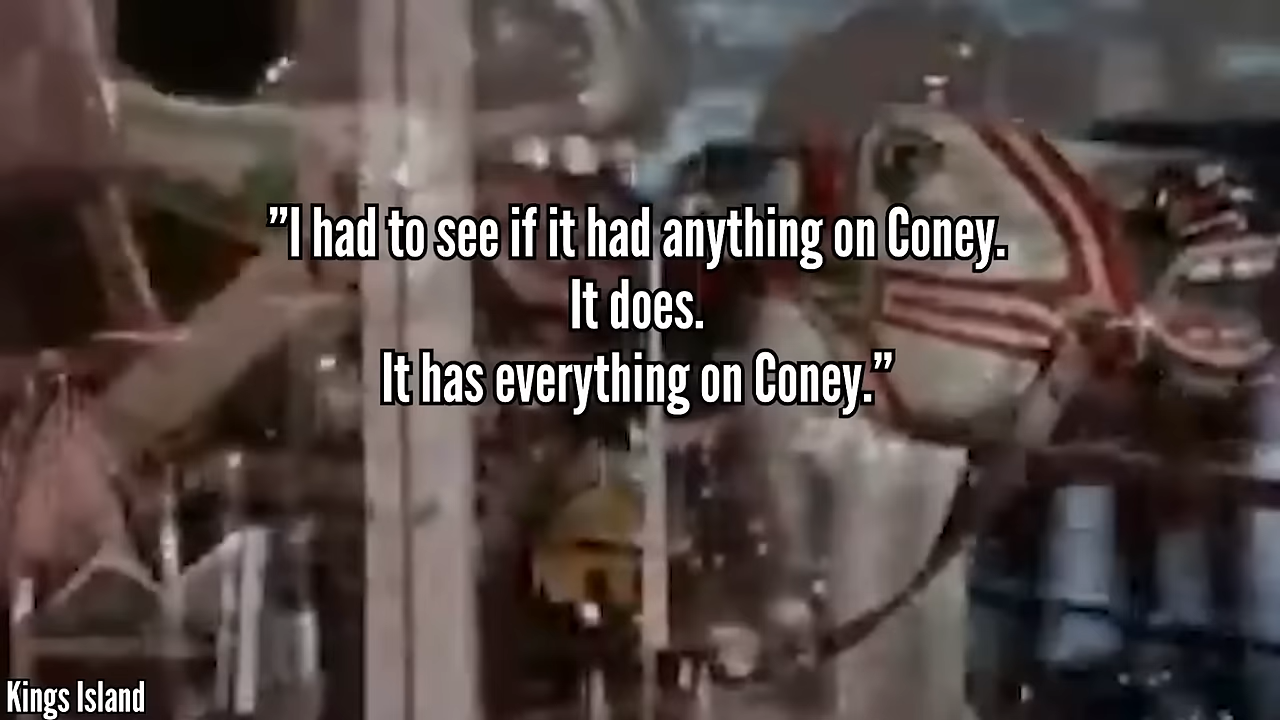 ”I had to see if it had anything on Coney.
It does.
It has everything on Coney.”
Kings Island